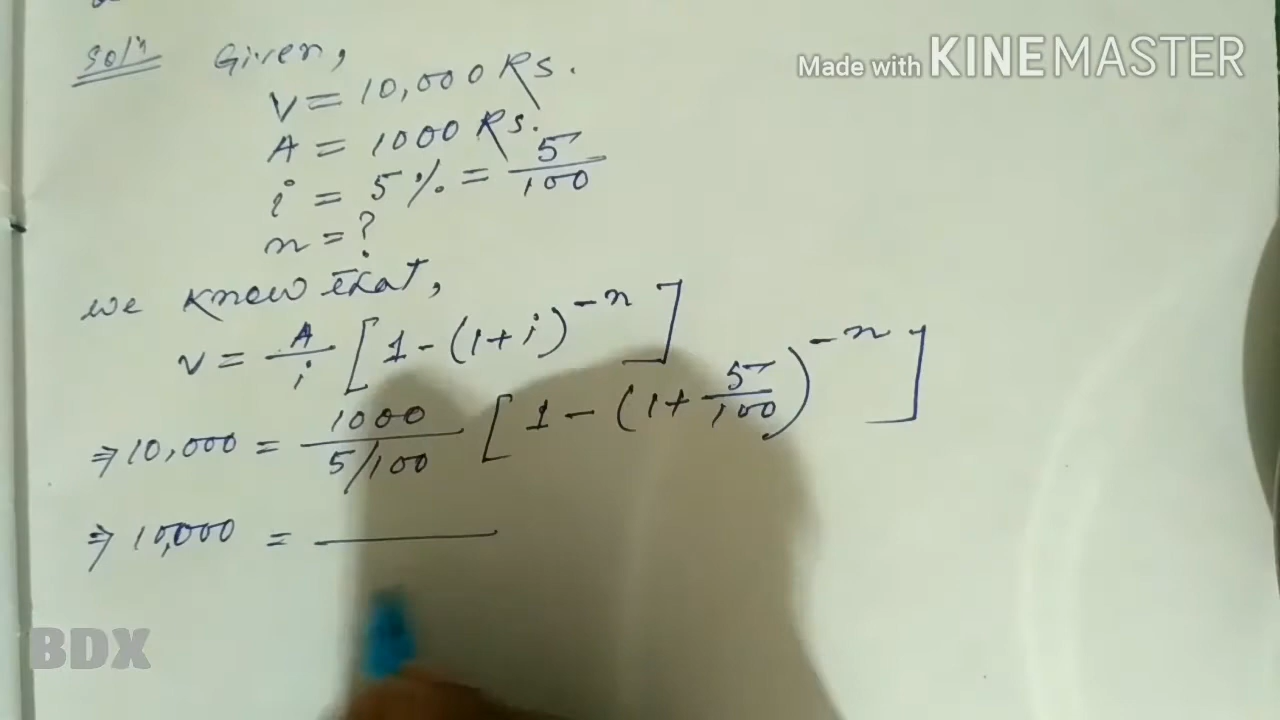 Made with KINEMASTER
Solⁿ Given,
V = 10,000 Rs.
A = 1000 Rs.
i = 5 % = 5/100
n = ?
we know that,
V = A/i [1 - (1 + i)^-n]
⇒ 10,000 = 1000/(5/100) [1 - (1 + 5/100)^-n]
⇒ 10,000 =
BDX